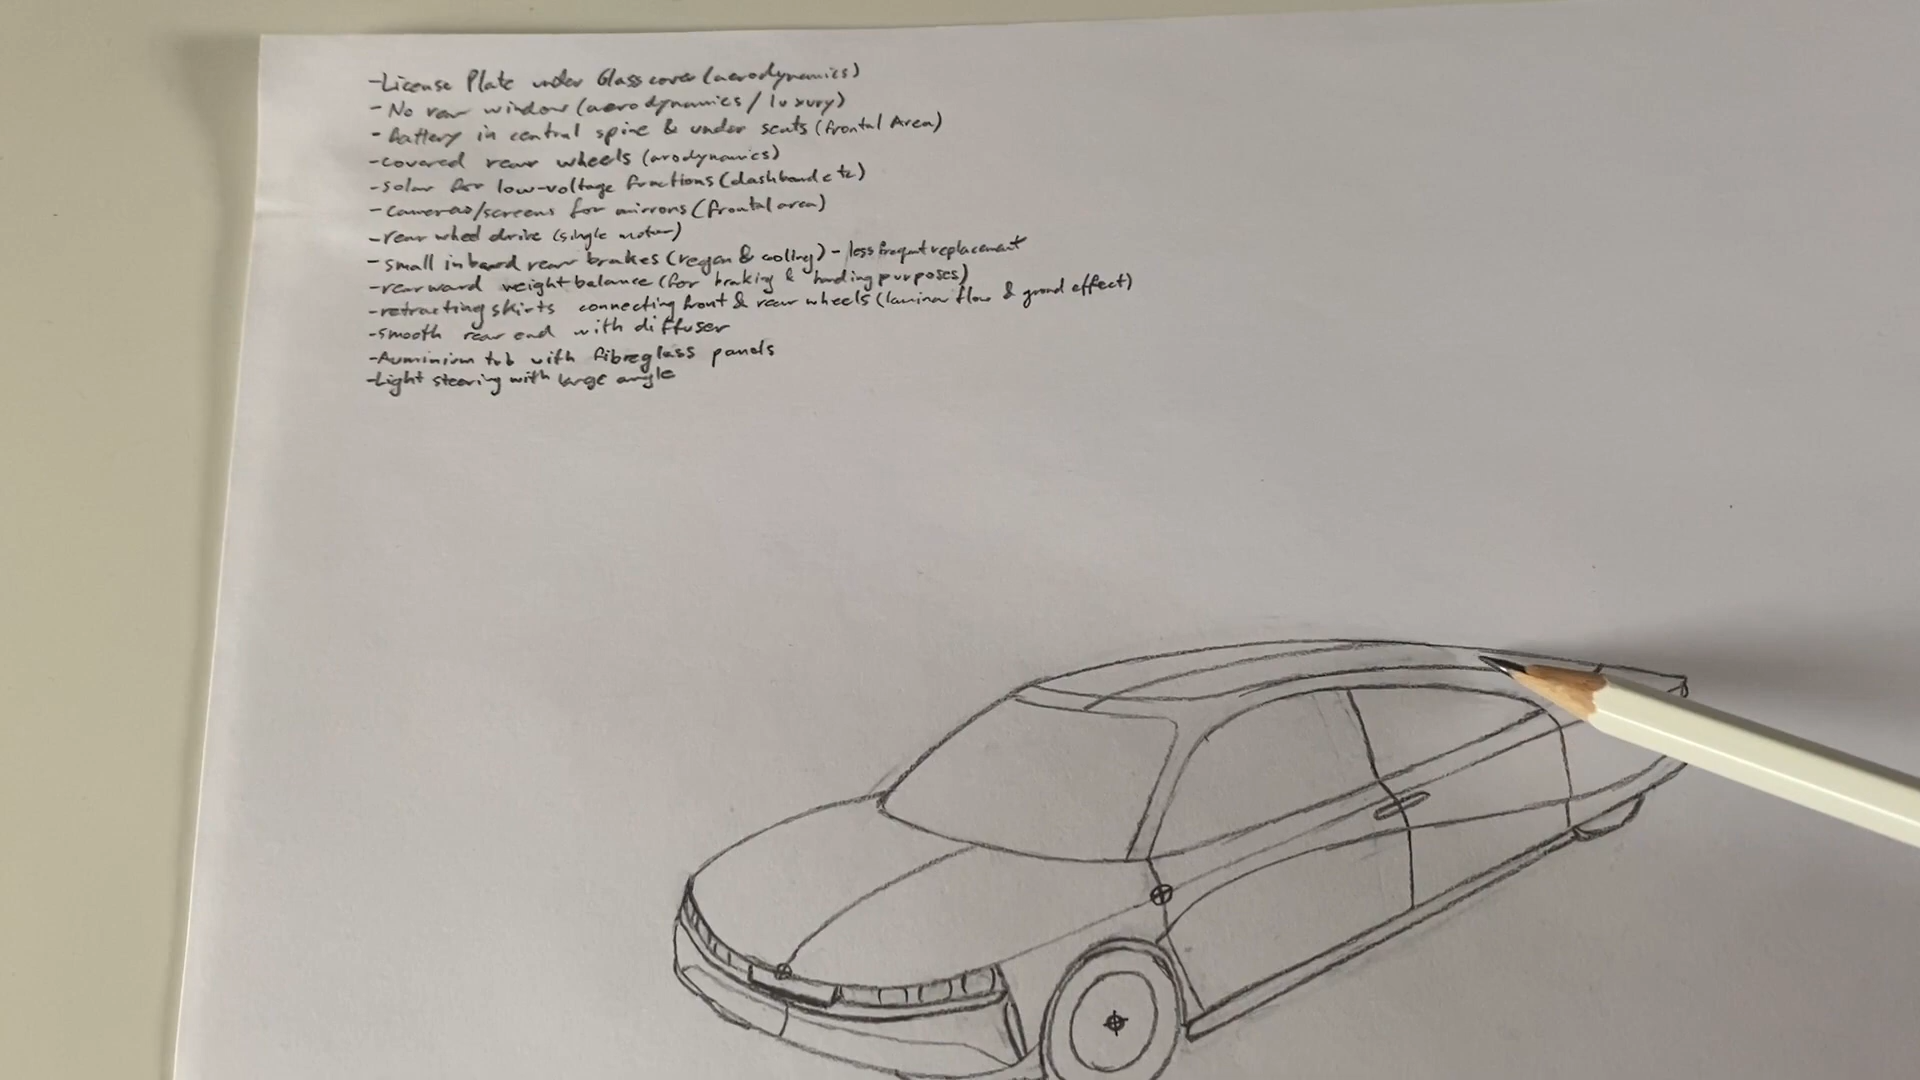 -License Plate under Glass cover (aerodynamics)
- No rear window (aerodynamics / luxury)
- Battery in central spine & under seats (frontal Area)
-covered rear wheels (arodynamics)
-solar for low-voltage fractions (dashboard etc)
-cameras/screens for mirrors (frontal area)
-rear wheel drive (single motor)
- small inboard rear brakes (regen & cooling) - less frequent replacement
-rearward weight balance (for braking & handling purposes)
-retracting skirts connecting front & rear wheels (laminar flow & ground effect)
-smooth rear end with diffuser
-Auminium tub with fibreglass panels
-Light steering with large angle